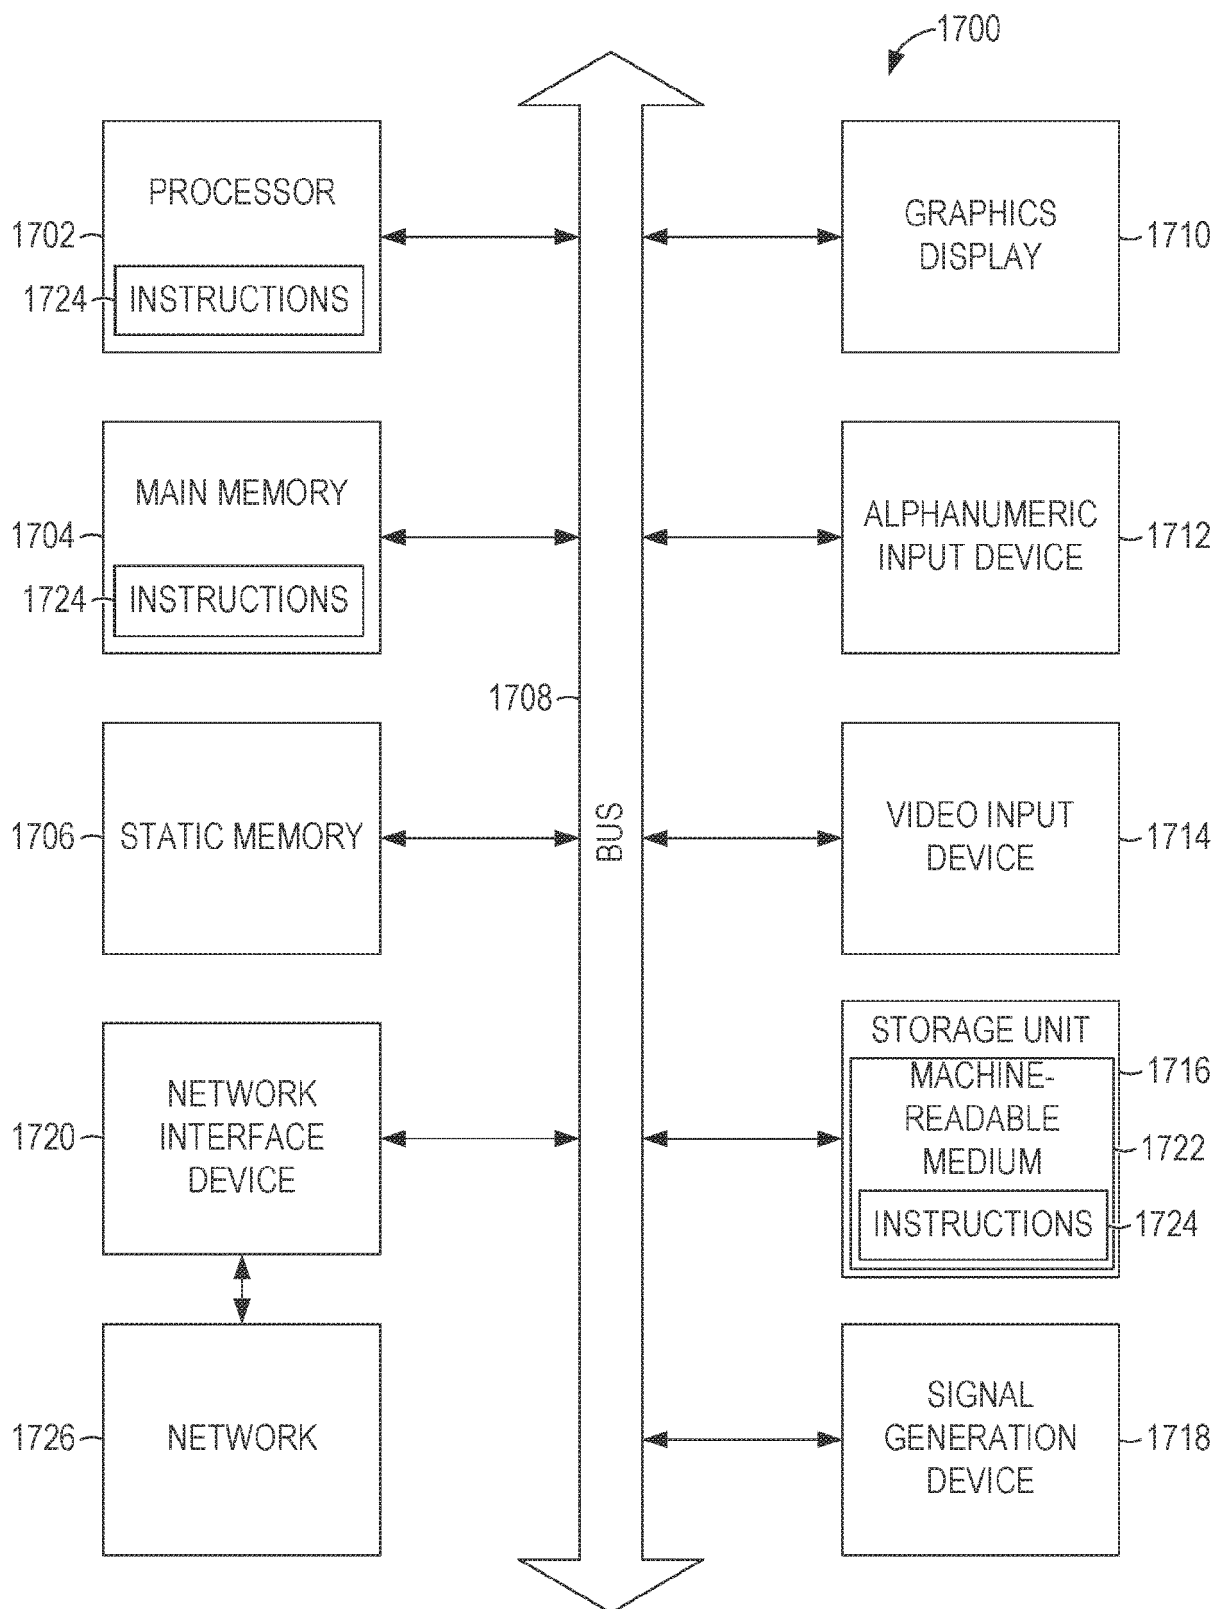 1700
PROCESSOR
1702
1724
INSTRUCTIONS
MAIN MEMORY
1704
1724
INSTRUCTIONS
1706
STATIC MEMORY
1720
NETWORK
INTERFACE
DEVICE
1726
NETWORK
1708
BUS
GRAPHICS
DISPLAY
1710
ALPHANUMERIC
INPUT DEVICE
1712
VIDEO INPUT
DEVICE
1714
STORAGE UNIT
1716
MACHINE-
READABLE
MEDIUM
1722
INSTRUCTIONS
1724
SIGNAL
GENERATION
DEVICE
1718